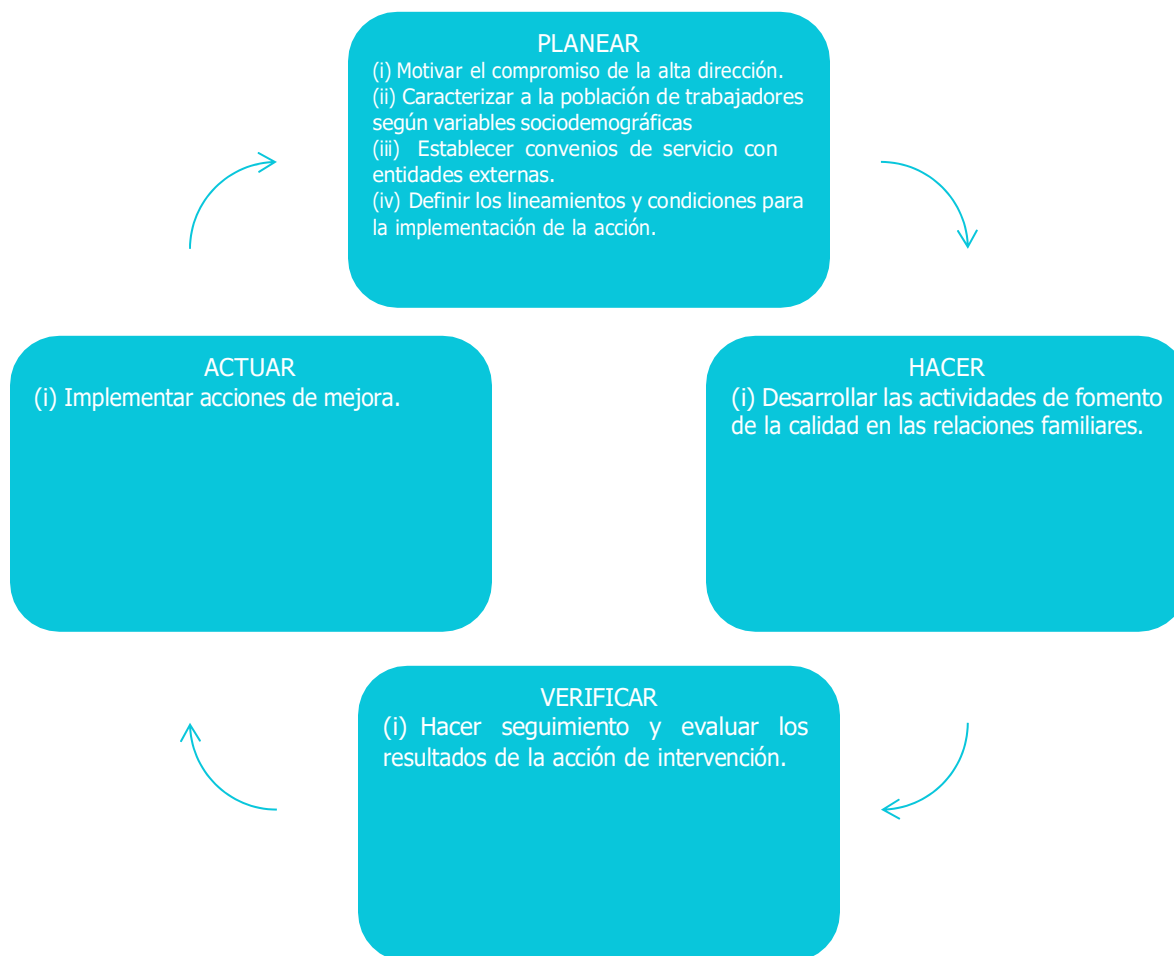 PLANEAR
(i) Motivar el compromiso de la alta dirección.
(ii) Caracterizar a la población de trabajadores
según variables sociodemográficas
(iii) Establecer convenios de servicio con
entidades externas.
(iv) Definir los lineamientos y condiciones para
la implementación de la acción.
ACTUAR
(i) Implementar acciones de mejora.
HACER
(i) Desarrollar las actividades de fomento
de la calidad en las relaciones familiares.
VERIFICAR
(i) Hacer seguimiento y evaluar los
resultados de la acción de intervención.